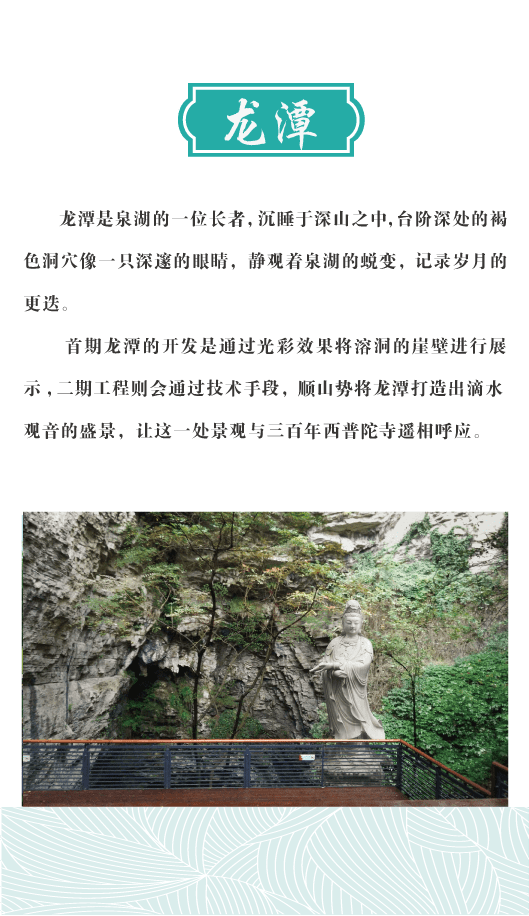 龙潭
龙潭是泉湖的一位长者，沉睡于深山之中，台阶深处的褐
色洞穴像一只深邃的眼睛，静观着泉湖的蜕变，记录岁月的
更迭。
首期龙潭的开发是通过光彩效果将溶洞的崖壁进行展
示，二期工程则会通过技术手段，顺山势将龙潭打造出滴水
观音的盛景，让这一处景观与三百年西普陀寺遥相呼应。